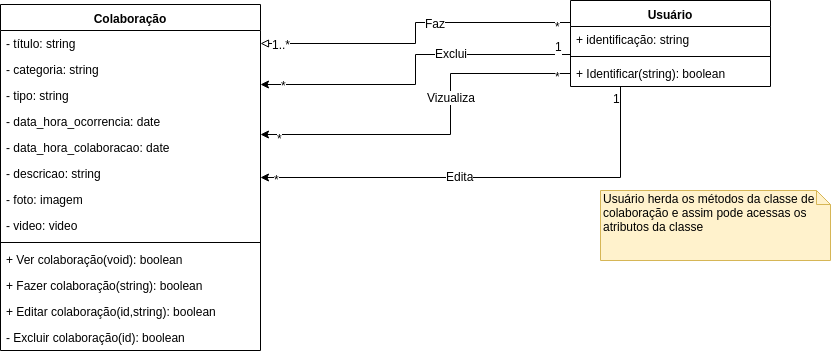 Colaboração
- título: string
- categoria: string
- tipo: string
- data_hora_ocorrencia: date
- data_hora_colaboracao: date
- descricao: string
- foto: imagem
- video: video
+ Ver colaboração(void): boolean
+ Fazer colaboração(string): boolean
+ Editar colaboração(id,string): boolean
- Excluir colaboração(id): boolean
1..*
Faz
*
*
Exclui
1
*
Vizualiza
*
*
Edita
1
Usuário
+ identificação: string
+ Identificar(string): boolean
Usuário herda os métodos da classe de
colaboração e assim pode acessas os
atributos da classe